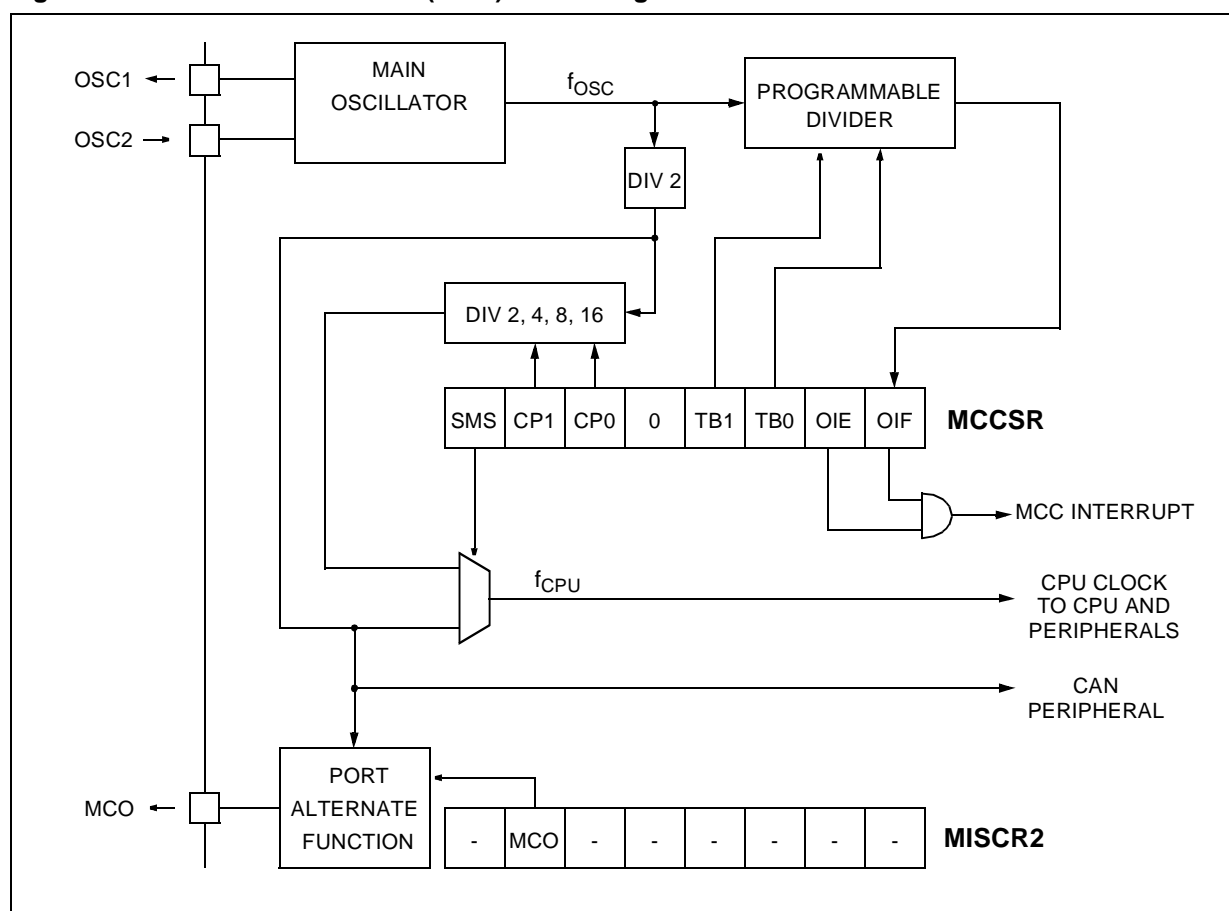 OSC1
OSC2
MAIN
OSCILLATOR
fOSC
PROGRAMMABLE
DIVIDER
DIV 2
DIV 2, 4, 8, 16
SMS CP1 CP0 0 TB1 TB0 OIE OIF
MCCSR
MCC INTERRUPT
fCPU
CPU CLOCK
TO CPU AND
PERIPHERALS
CAN
PERIPHERAL
MCO
PORT
ALTERNATE
FUNCTION
- MCO - - - - - -
MISCR2